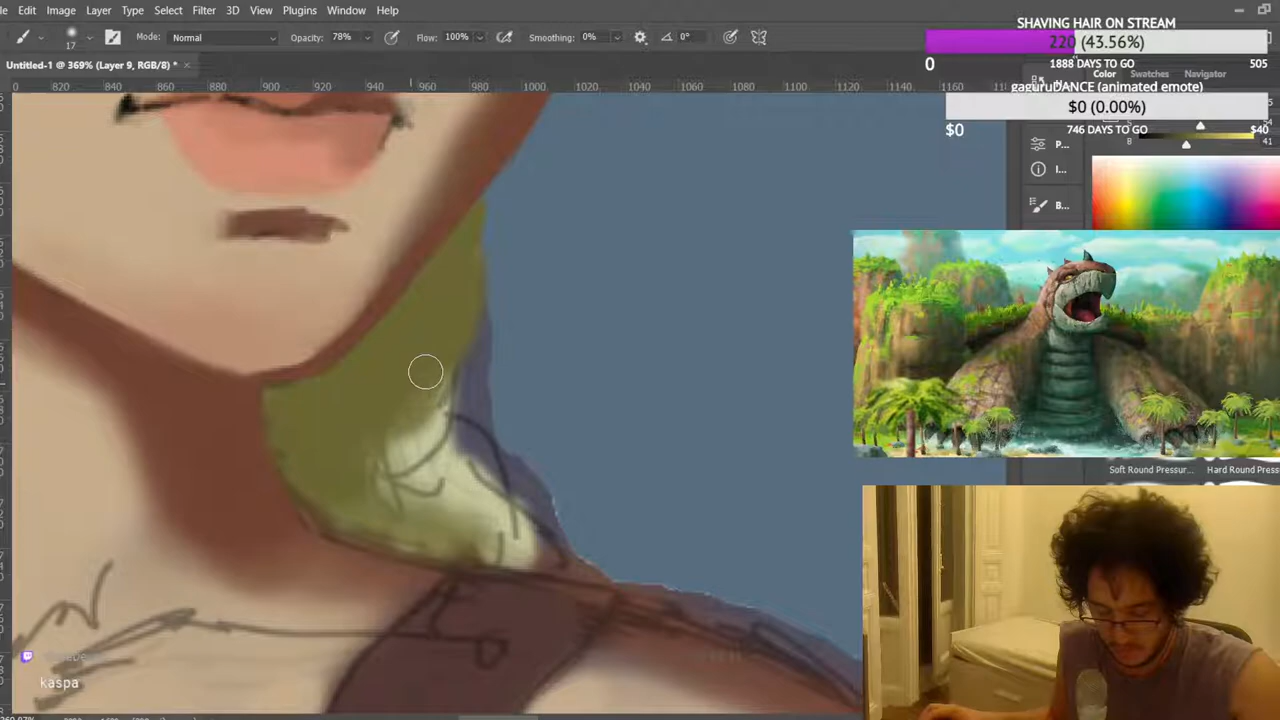 Edit Image Layer Type Select Filter 3D View Plugins Window Help
SHAVING HAIR ON STREAM
17 Mode: Normal Opacity: 78% Flow: 100% Smoothing: 0% 0°
220 (43.56%)
0 1888 DAYS TO GO 505
Untitled-1 @ 369% (Layer 9, RGB/8) *
Color Swatches Navigator
820 840 860 880 900 920 940 960 980 1000 1020 1040 1060 1080 1100 1120 1140 1160
gaguruDANCE (animated emote)
$0 (0.00%)
$0 746 DAYS TO GO $40
P...
I...
B...
Soft Round Pressur... Hard Round Pressu
kaspa